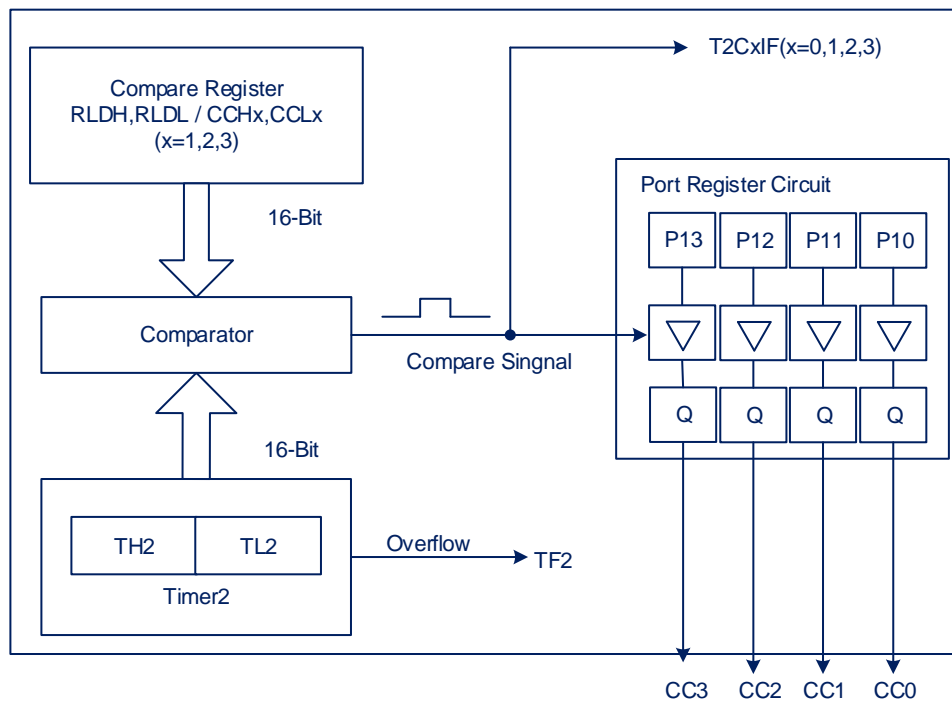 T2CxIF(x=0,1,2,3)
Compare Register
RLDH,RLDL / CCHx,CCLx
(x=1,2,3)
16-Bit
Port Register Circuit
P13 P12 P11 P10
Comparator
Compare Singnal
Q Q Q Q
16-Bit
TH2 TL2
Timer2
Overflow
TF2
CC3 CC2 CC1 CC0